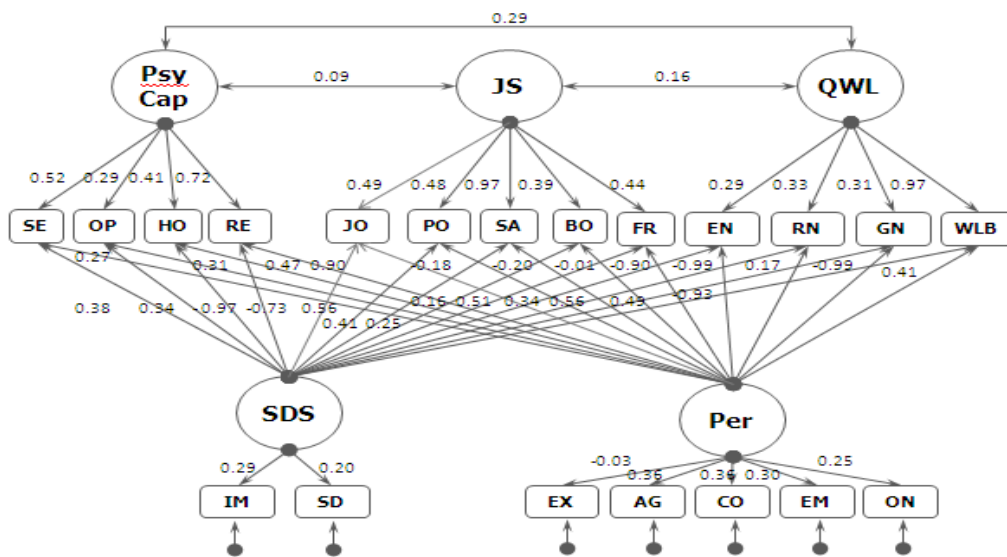 0.29
Psy
Cap
0.09
JS
0.16
QWL
0.52 0.29 0.41 0.72
0.49 0.48 0.97 0.39 0.44
0.29 0.33 0.31 0.97
SE OP HO RE JO PO SA BO FR EN RN GN WLB
0.27 0.31 0.47 0.90 -0.18 -0.20 -0.01 -0.90 -0.99 0.17 -0.99 0.41
0.38 0.34 -0.97 -0.73 0.56 0.16 0.51 0.34 0.56 0.49 -0.93
0.41 0.25
SDS
Per
0.29 0.20
-0.03 0.36 0.36 0.30 0.25
IM SD EX AG CO EM ON